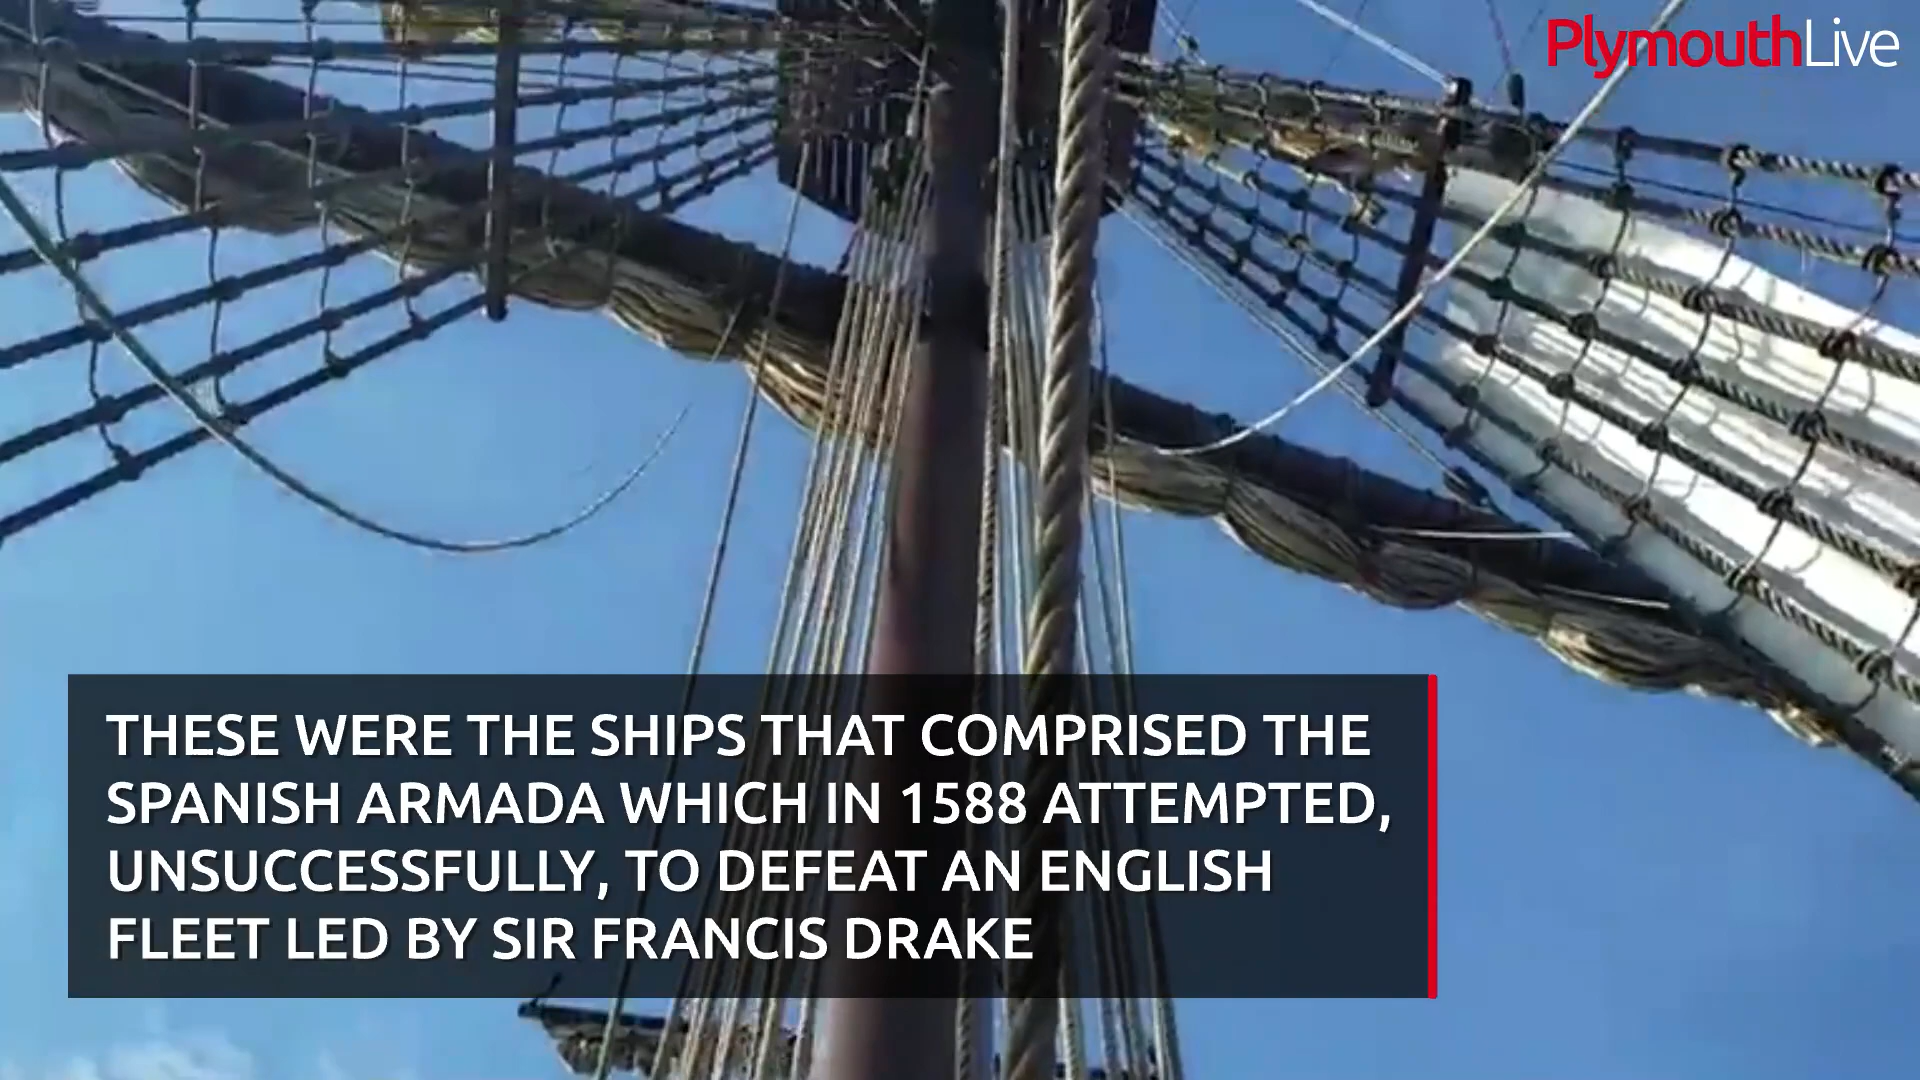 PlymouthLive
THESE WERE THE SHIPS THAT COMPRISED THE
SPANISH ARMADA WHICH IN 1588 ATTEMPTED,
UNSUCCESSFULLY, TO DEFEAT AN ENGLISH
FLEET LED BY SIR FRANCIS DRAKE